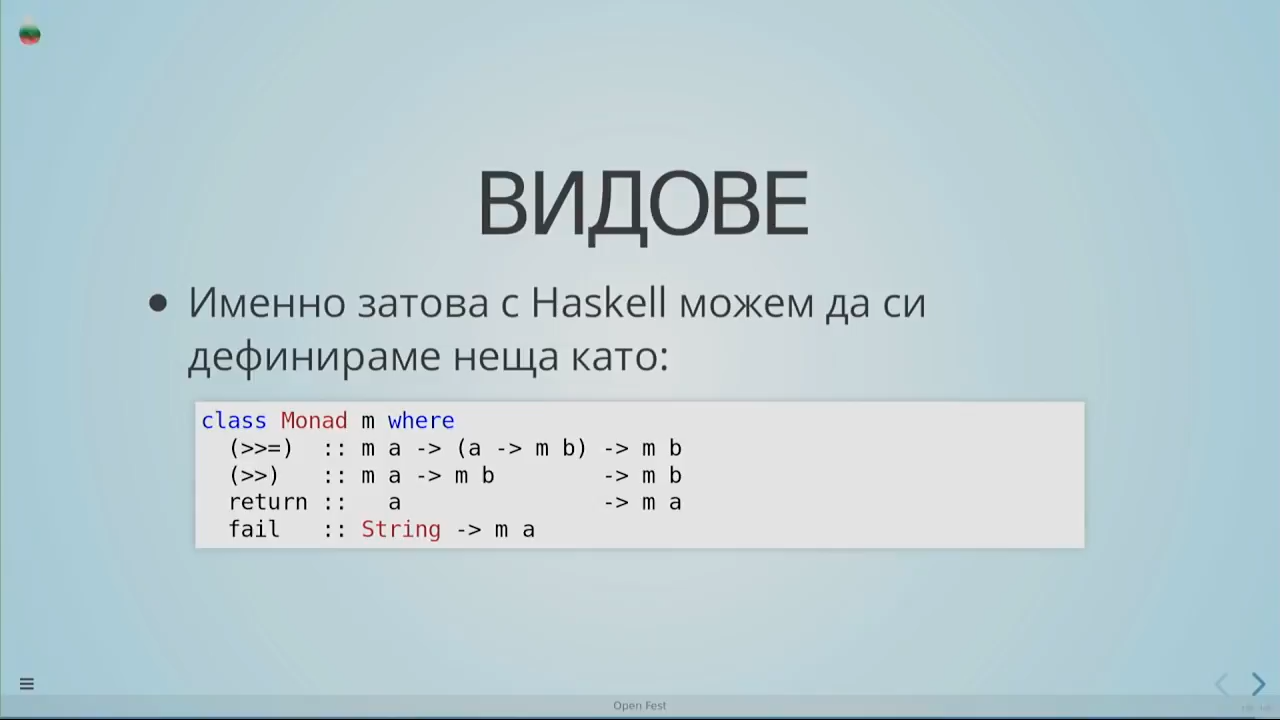 ВИДОВЕ
Именно затова с Haskell можем да си
дефинираме неща като:
class Monad m where
  (>>=)  :: m a -> (a -> m b) -> m b
  (>>)   :: m a -> m b        -> m b
  return ::   a               -> m a
  fail   :: String -> m a
Open Fest